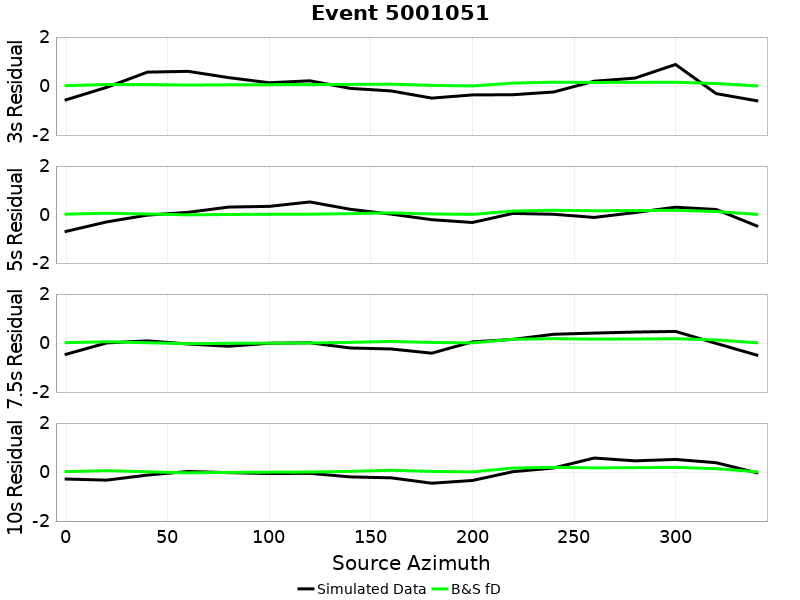 Event 5001051
3s Residual
2
0
-2
5s Residual
2
0
-2
7.5s Residual
2
0
-2
10s Residual
2
0
-2
0 50 100 150 200 250 300
Source Azimuth
Simulated Data B&S fD